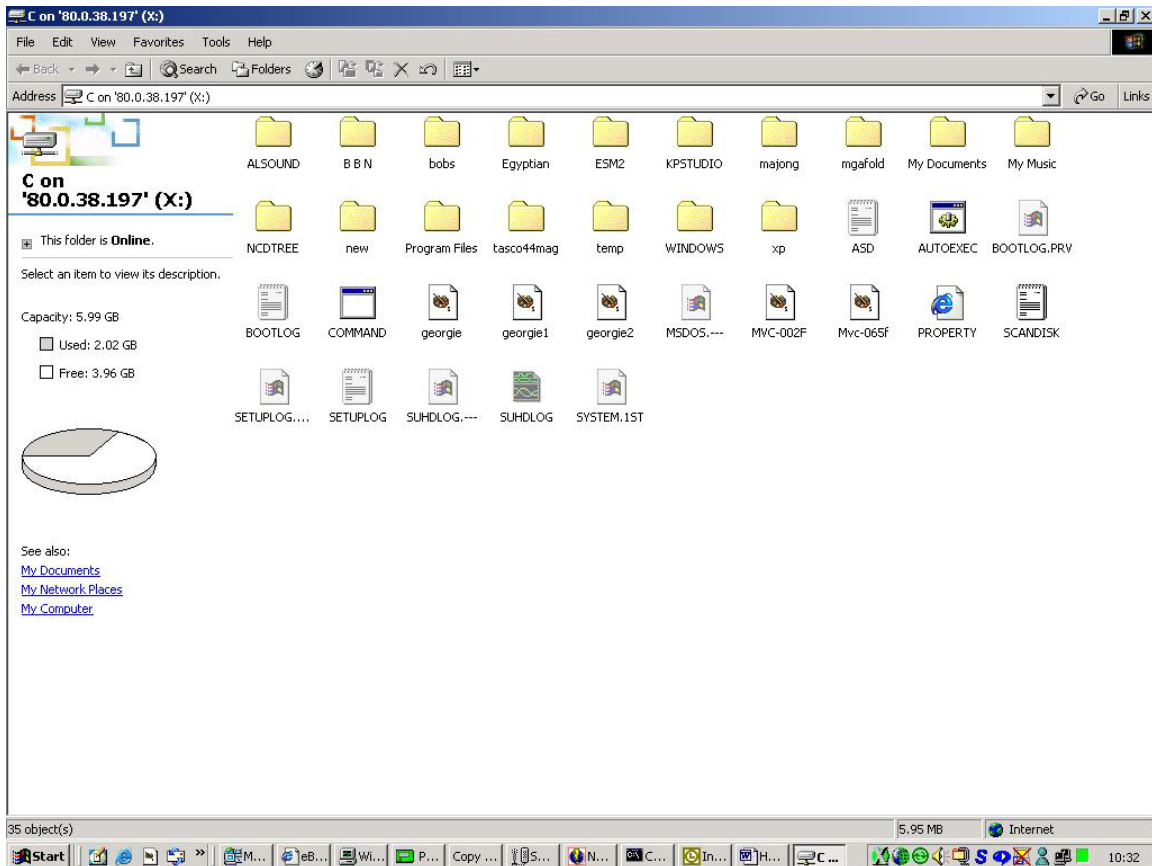 C on '80.0.38.197' (X:)
File Edit View Favorites Tools Help
Back Search Folders
Address C on '80.0.38.197' (X:) Go Links
C on
'80.0.38.197' (X:)
This folder is Online.
Select an item to view its description.
Capacity: 5.99 GB
Used: 2.02 GB
Free: 3.96 GB
See also:
My Documents
My Network Places
My Computer
ALSOUND B B N bobs Egyptian ESM2 KPSTUDIO majong mgafold My Documents My Music
NCDTREE new Program Files tasco44mag temp WINDOWS xp ASD AUTOEXEC BOOTLOG.PRV
BOOTLOG COMMAND georgie georgie1 georgie2 MSDOS.--- MVC-002F Mvc-065f PROPERTY SCANDISK
SETUPLOG.... SETUPLOG SUHDLOG.--- SUHDLOG SYSTEM.1ST
35 object(s) 5.95 MB Internet
Start » M... eB... Wi... P... Copy ... S... N... C... In... H... C ... 10:32